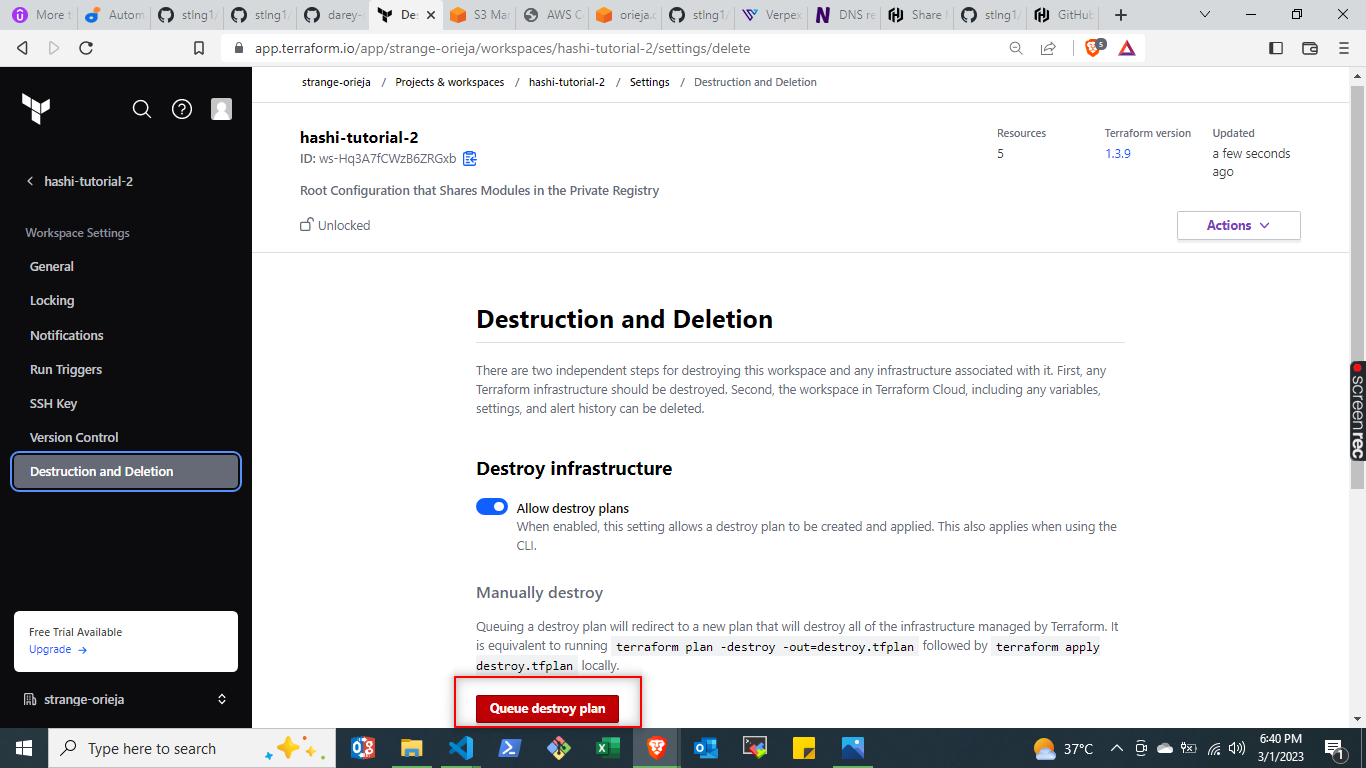 More t
Autom
stlng1/
stlng1/
darey-
Des
S3 Mar
AWS C
orieja.c
stlng1/
Verpex
DNS re
Share M
stlng1/
GitHub
app.terraform.io/app/strange-orieja/workspaces/hashi-tutorial-2/settings/delete
5
strange-orieja / Projects & workspaces / hashi-tutorial-2 / Settings / Destruction and Deletion
hashi-tutorial-2
Workspace Settings
General
Locking
Notifications
Run Triggers
SSH Key
Version Control
Destruction and Deletion
Free Trial Available
Upgrade →
strange-orieja
hashi-tutorial-2
ID: ws-Hq3A7fCWzB6ZRGxb
Root Configuration that Shares Modules in the Private Registry
Unlocked
Resources
5
Terraform version
1.3.9
Updated
a few seconds
ago
Actions
Destruction and Deletion
There are two independent steps for destroying this workspace and any infrastructure associated with it. First, any
Terraform infrastructure should be destroyed. Second, the workspace in Terraform Cloud, including any variables,
settings, and alert history can be deleted.
Destroy infrastructure
Allow destroy plans
When enabled, this setting allows a destroy plan to be created and applied. This also applies when using the
CLI.
Manually destroy
Queuing a destroy plan will redirect to a new plan that will destroy all of the infrastructure managed by Terraform. It
is equivalent to running terraform plan -destroy -out=destroy.tfplan followed by terraform apply
destroy.tfplan locally.
Queue destroy plan
screenrec
Type here to search
37°C
6:40 PM
3/1/2023
1